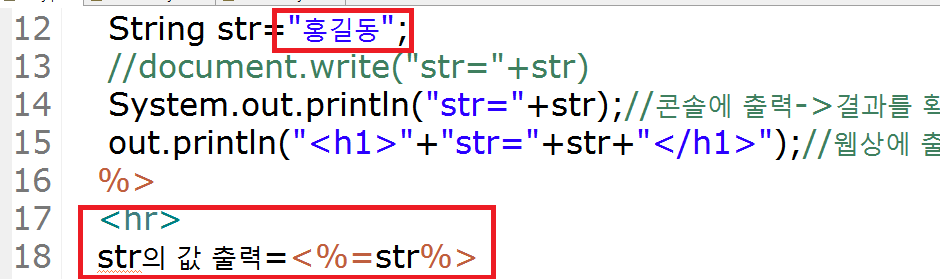 12 String str="홍길동";
13 //document.write("str="+str)
14 System.out.println("str="+str);//콘솔에 출력->결과를 확
15 out.println("<h1>"+"str="+str+"</h1>");//웹상에 출
16 %>
17 <hr>
18 str의 값 출력=<%=str%>